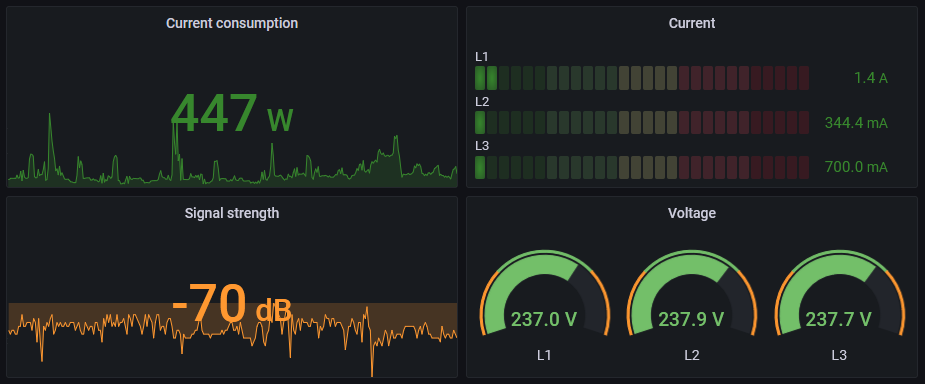 Current consumption
447 W
Current
L1
1.4 A
L2
344.4 mA
L3
700.0 mA
Signal strength
-70 dB
Voltage
237.0 V
237.9 V
237.7 V
L1
L2
L3